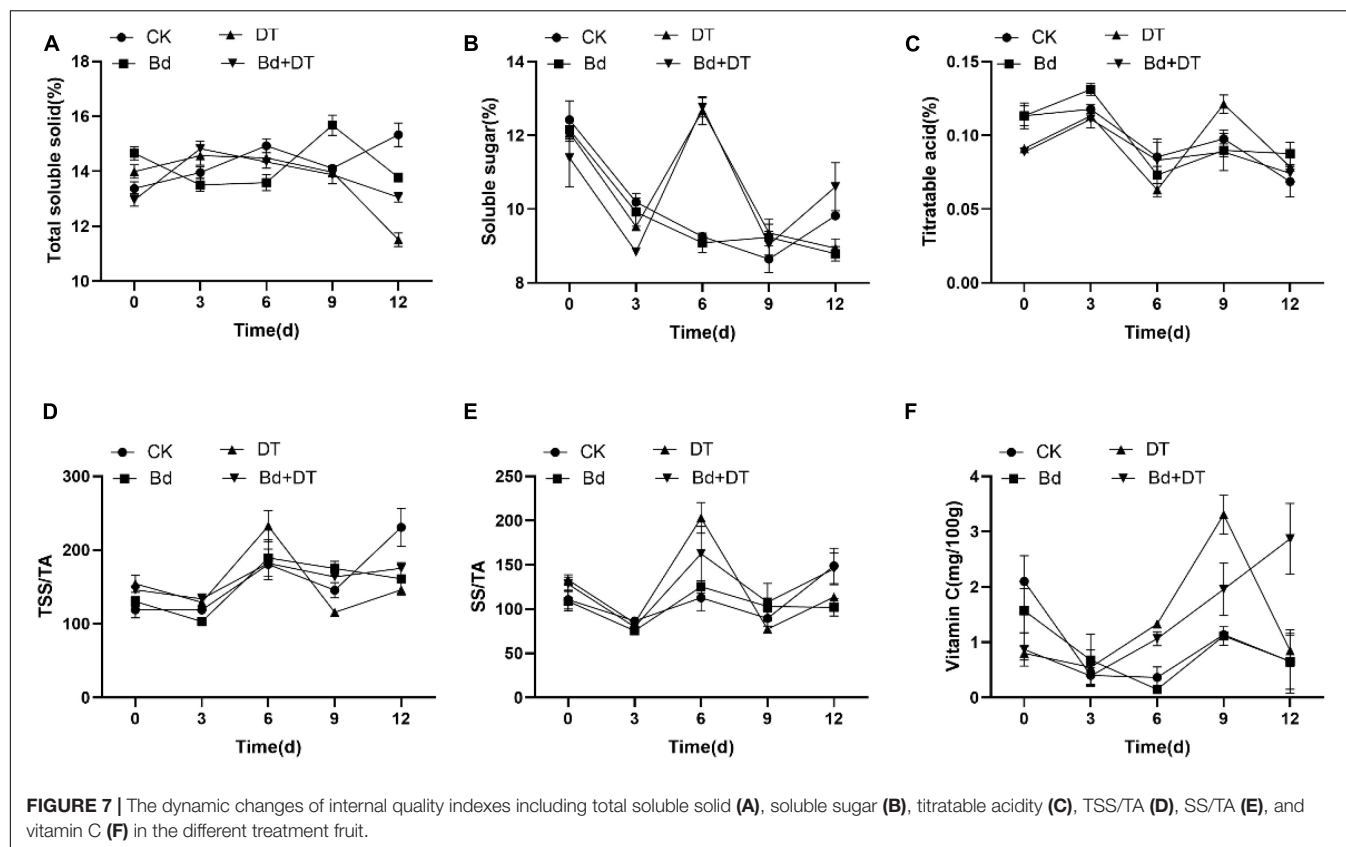 A
CK
DT
Bd
Bd+DT
Total soluble solid(%)
18
16
14
12
10
0 3 6 9 12
Time(d)
B
CK
DT
Bd
Bd+DT
Soluble sugar(%)
14
12
10
8
0 3 6 9 12
Time(d)
C
CK
DT
Bd
Bd+DT
Titratable acid(%)
0.15
0.10
0.05
0.00
0 3 6 9 12
Time(d)
D
CK
DT
Bd
Bd+DT
TSS/TA
300
200
100
0
0 3 6 9 12
Time(d)
E
CK
DT
Bd
Bd+DT
SS/TA
250
200
150
100
50
0
0 3 6 9 12
Time(d)
F
CK
DT
Bd
Bd+DT
Vitamin C(mg/100g)
4
3
2
1
0
0 3 6 9 12
Time(d)
FIGURE 7 | The dynamic changes of internal quality indexes including total soluble solid (A), soluble sugar (B), titratable acidity (C), TSS/TA (D), SS/TA (E), and
vitamin C (F) in the different treatment fruit.